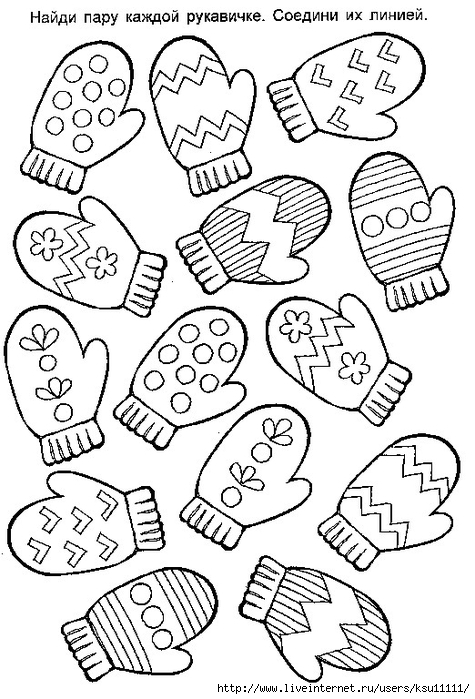 Найди пару каждой рукавичке. Соедини их линией.
http://www.liveinternet.ru/users/ksu11111/